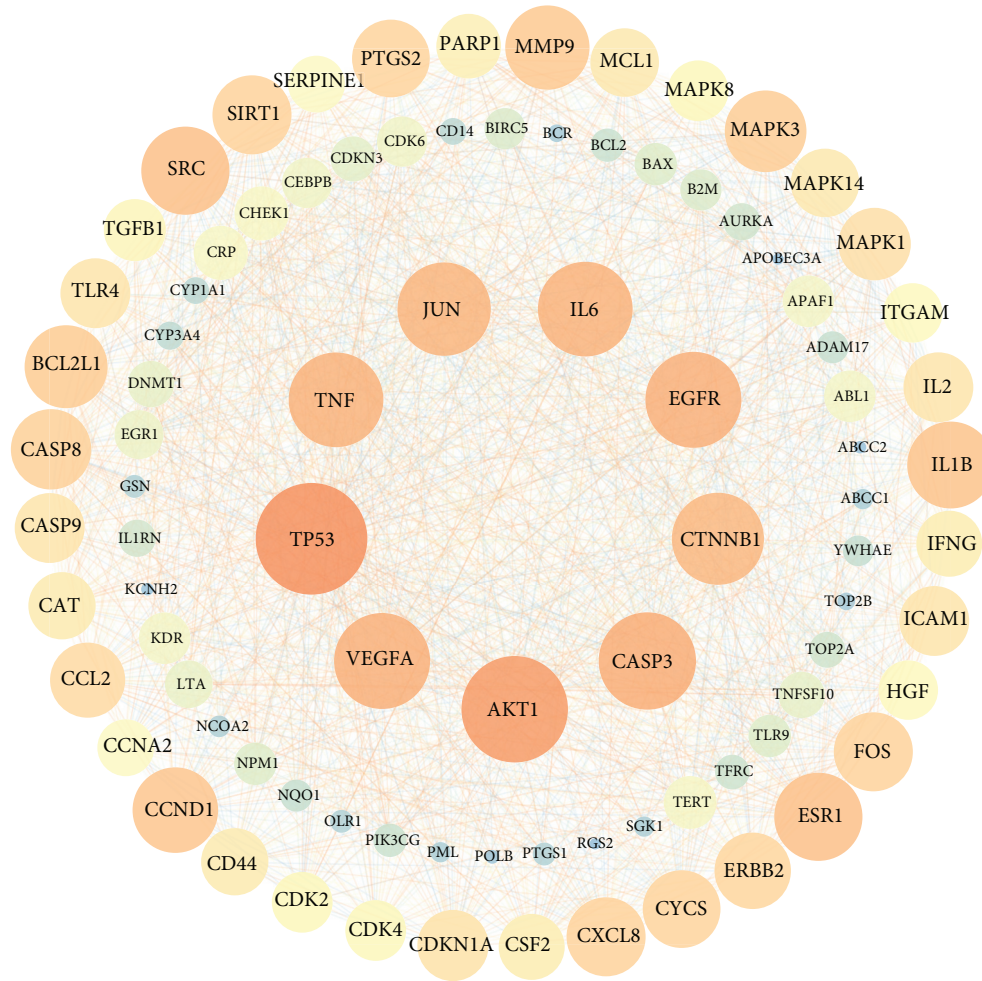 MMP9
PARP1
PTGS2
MCL1
SERPINE1
MAPK8
SIRT1
MAPK3
SRC
MAPK14
TGFB1
MAPK1
TLR4
ITGAM
BCL2L1
IL2
CASP8
IL1B
CASP9
IFNG
CAT
ICAM1
CCL2
HGF
CCNA2
FOS
CCND1
ESR1
CD44
ERBB2
CDK2
CYCS
CDK4
CXCL8
CDKN1A
CSF2
CD14
BIRC5
BCR
BCL2
CDK6
CDKN3
BAX
CEBPB
B2M
CHEK1
AURKA
CRP
APOBEC3A
CYP1A1
APAF1
CYP3A4
ADAM17
DNMT1
ABL1
EGR1
ABCC2
GSN
ABCC1
IL1RN
YWHAE
KCNH2
TOP2B
KDR
TOP2A
LTA
TNFSF10
NCOA2
TLR9
NPM1
TFRC
NQO1
TERT
OLR1
SGK1
PIK3CG
RGS2
PML
POLB
PTGS1
JUN
IL6
TNF
EGFR
TP53
CTNNB1
VEGFA
CASP3
AKT1